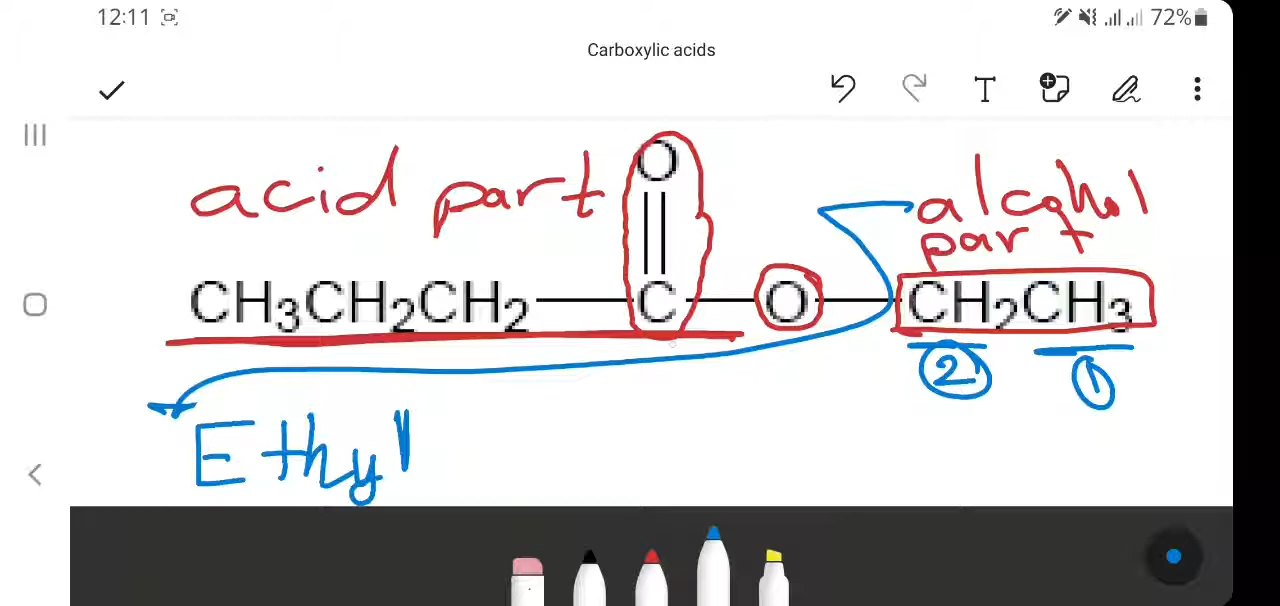 12:11
72%
Carboxylic acids
T
acid part
alcohol
part
O
CH3CH2CH2 C O CH2CH3
2 1
Ethyl